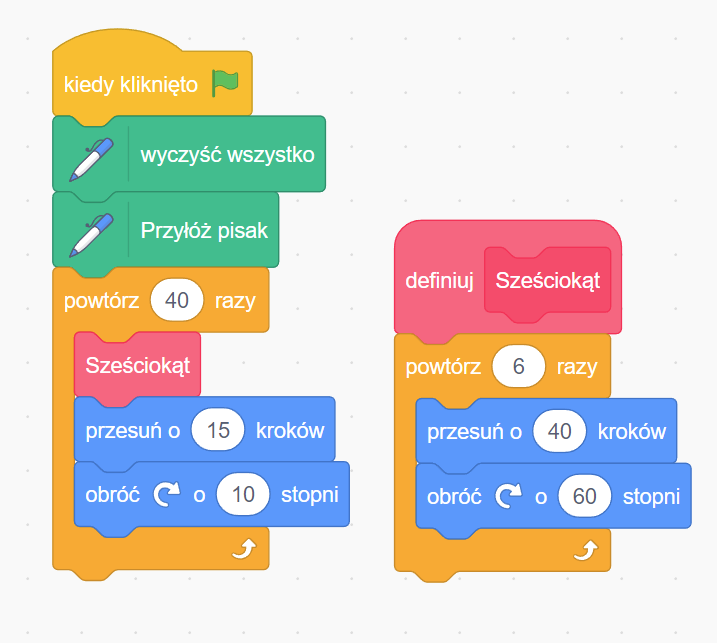 kiedy kliknięto
wyczyść wszystko
Przyłóż pisak
powtórz 40 razy
Sześciokąt
przesuń o 15 kroków
obróć o 10 stopni
definiuj Sześciokąt
powtórz 6 razy
przesuń o 40 kroków
obróć o 60 stopni